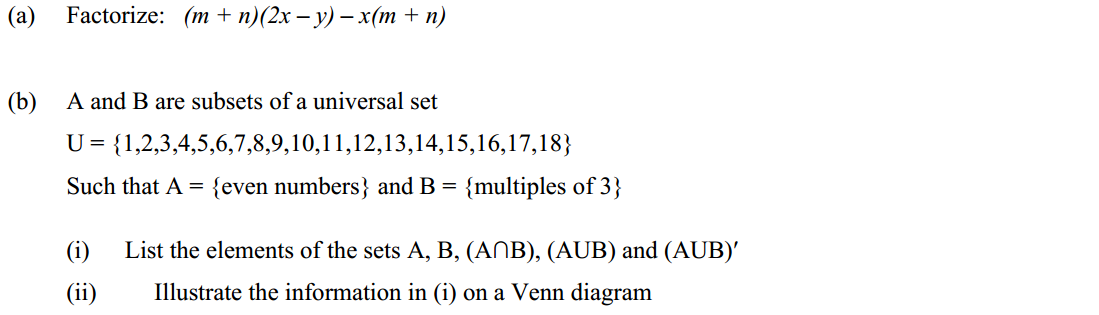 (a) Factorize: (m + n)(2x – y) – x(m + n)
(b) A and B are subsets of a universal set
U = {1,2,3,4,5,6,7,8,9,10,11,12,13,14,15,16,17,18}
Such that A = {even numbers} and B = {multiples of 3}
(i) List the elements of the sets A, B, (A∩B), (AUB) and (AUB)′
(ii) Illustrate the information in (i) on a Venn diagram